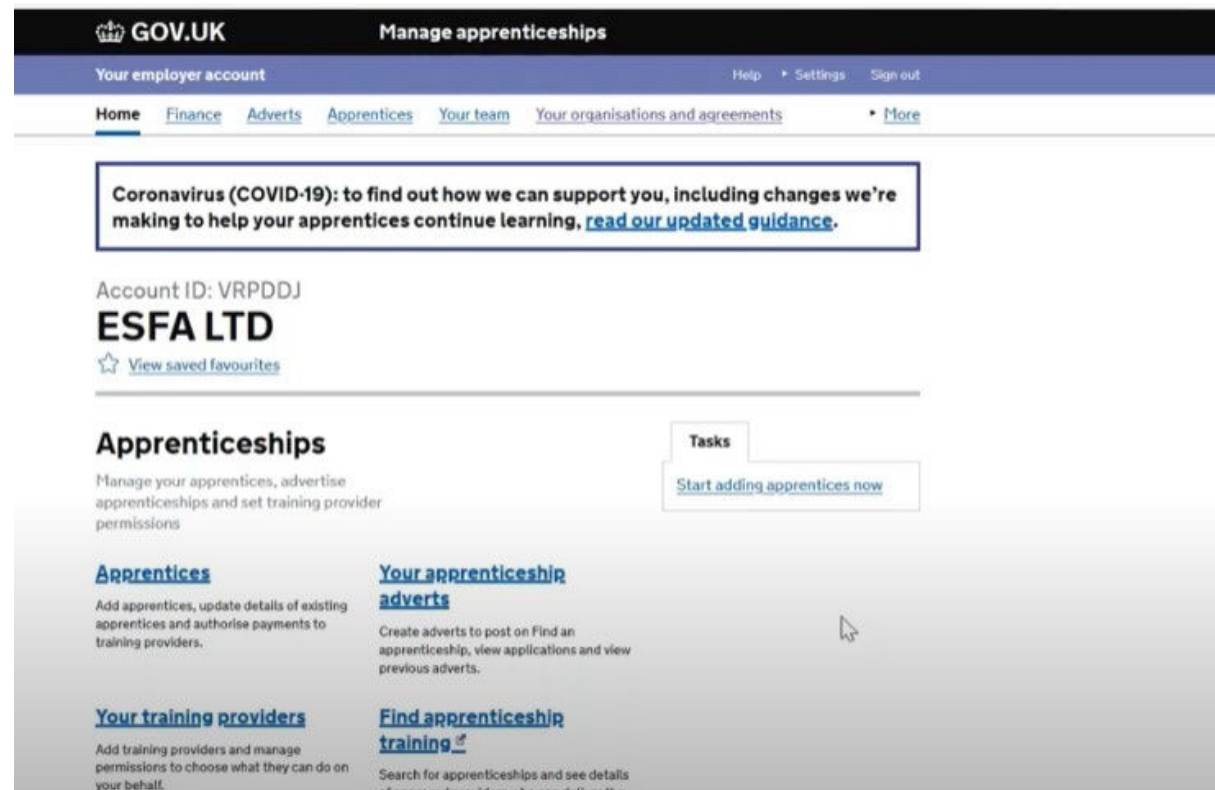 GOV.UK
Manage apprenticeships
Your employer account
Help ‣ Settings Sign out
Home Finance Adverts Apprentices Your team Your organisations and agreements ‣ More
Coronavirus (COVID-19): to find out how we can support you, including changes we're
making to help your apprentices continue learning, read our updated guidance.
Account ID: VRPDDJ
ESFA LTD
View saved favourites
Apprenticeships
Manage your apprentices, advertise
apprenticeships and set training provider
permissions
Tasks
Start adding apprentices now
Apprentices
Add apprentices, update details of existing
apprentices and authorise payments to
training providers.
Your apprenticeship
adverts
Create adverts to post on Find an
apprenticeship, view applications and view
previous adverts.
Your training providers
Add training providers and manage
permissions to choose what they can do on
your behalf.
Find apprenticeship
training
Search for apprenticeships and see details